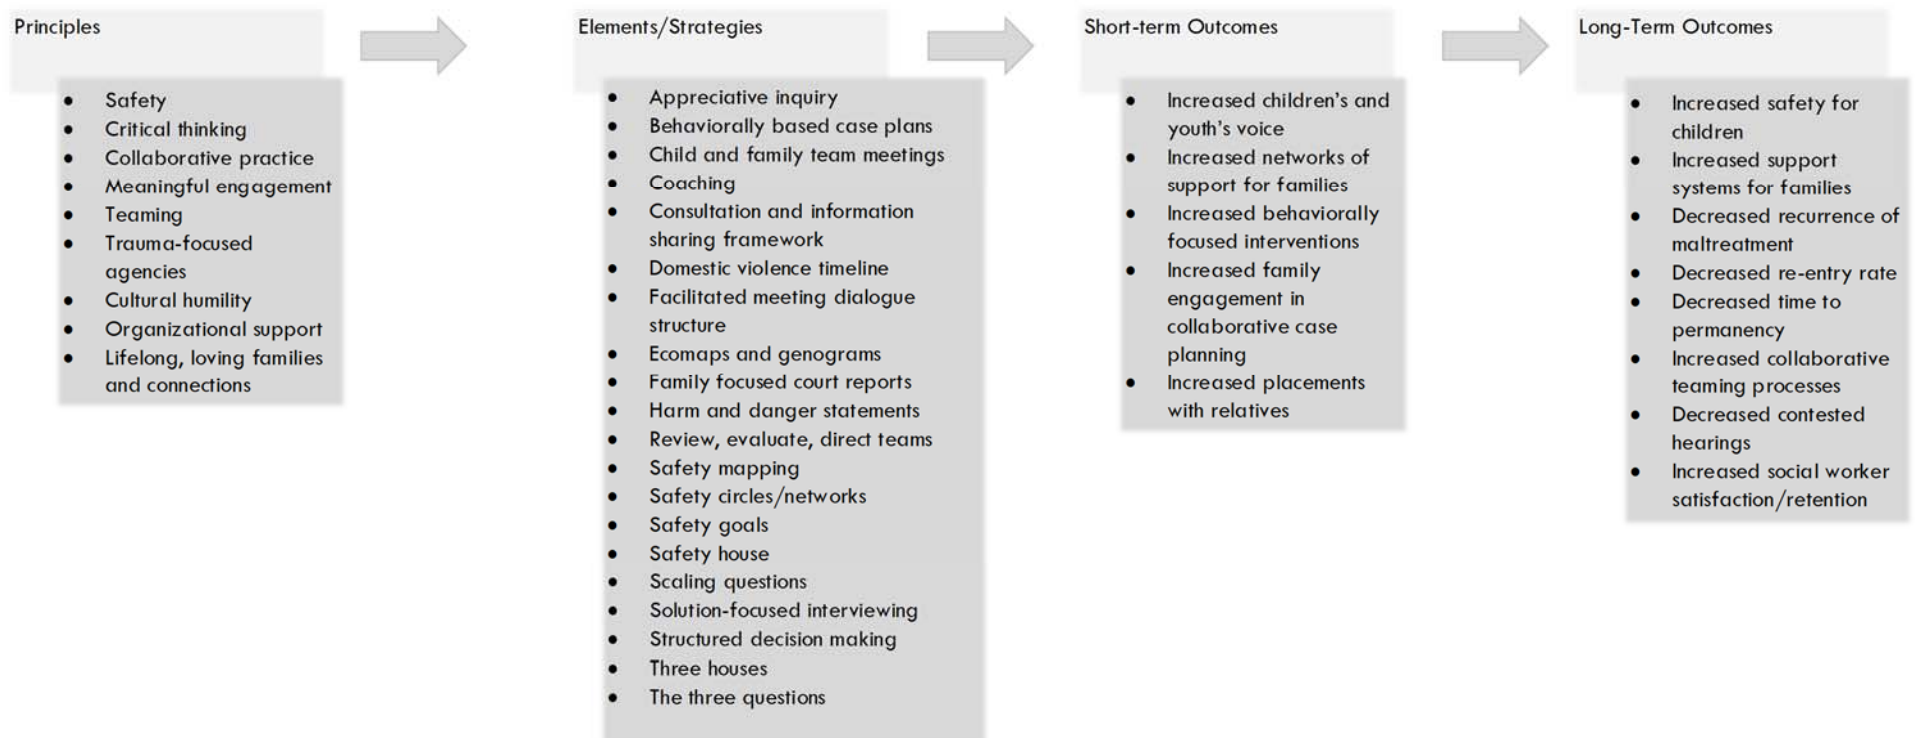 Principles
• Safety
• Critical thinking
• Collaborative practice
• Meaningful engagement
• Teaming
• Trauma-focused
agencies
• Cultural humility
• Organizational support
• Lifelong, loving families
and connections
Elements/Strategies
• Appreciative inquiry
• Behaviorally based case plans
• Child and family team meetings
• Coaching
• Consultation and information
sharing framework
• Domestic violence timeline
• Facilitated meeting dialogue
structure
• Ecomaps and genograms
• Family focused court reports
• Harm and danger statements
• Review, evaluate, direct teams
• Safety mapping
• Safety circles/networks
• Safety goals
• Safety house
• Scaling questions
• Solution-focused interviewing
• Structured decision making
• Three houses
• The three questions
Short-term Outcomes
• Increased children’s and
youth’s voice
• Increased networks of
support for families
• Increased behaviorally
focused interventions
• Increased family
engagement in
collaborative case
planning
• Increased placements
with relatives
Long-Term Outcomes
• Increased safety for
children
• Increased support
systems for families
• Decreased recurrence of
maltreatment
• Decreased re-entry rate
• Decreased time to
permanency
• Increased collaborative
teaming processes
• Decreased contested
hearings
• Increased social worker
satisfaction/retention